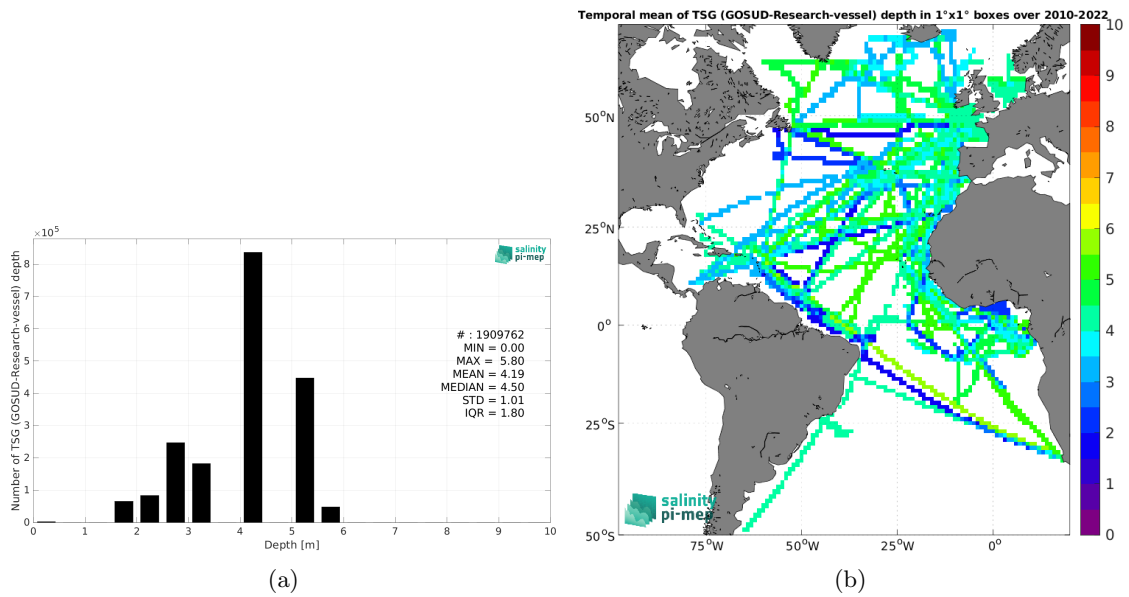 Temporal mean of TSG (GOSUD-Research-vessel) depth in 1°x1° boxes over 2010-2022
×10⁵
Number of TSG (GOSUD-Research-vessel) depth
8
7
6
5
4
3
2
1
0
salinity
pi-mep
# : 1909762
MIN = 0.00
MAX = 5.80
MEAN = 4.19
MEDIAN = 4.50
STD = 1.01
IQR = 1.80
0 1 2 3 4 5 6 7 8 9 10
Depth [m]
(a)
50°N
25°N
0°
25°S
50°S
75°W 50°W 25°W 0°
salinity
pi-mep
10
9
8
7
6
5
4
3
2
1
0
(b)